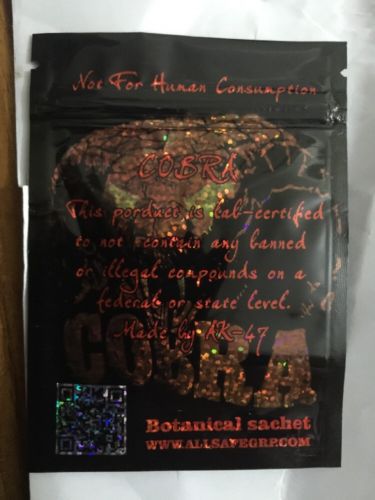 Not For Human Consumption
COBRA
This porduct is lab-certified
to not contain any banned
or illegal compounds on a
federal or state level.
Made by AK-47
COBRA
Botanical sachet
WWW.ALLSAFEGRP.COM